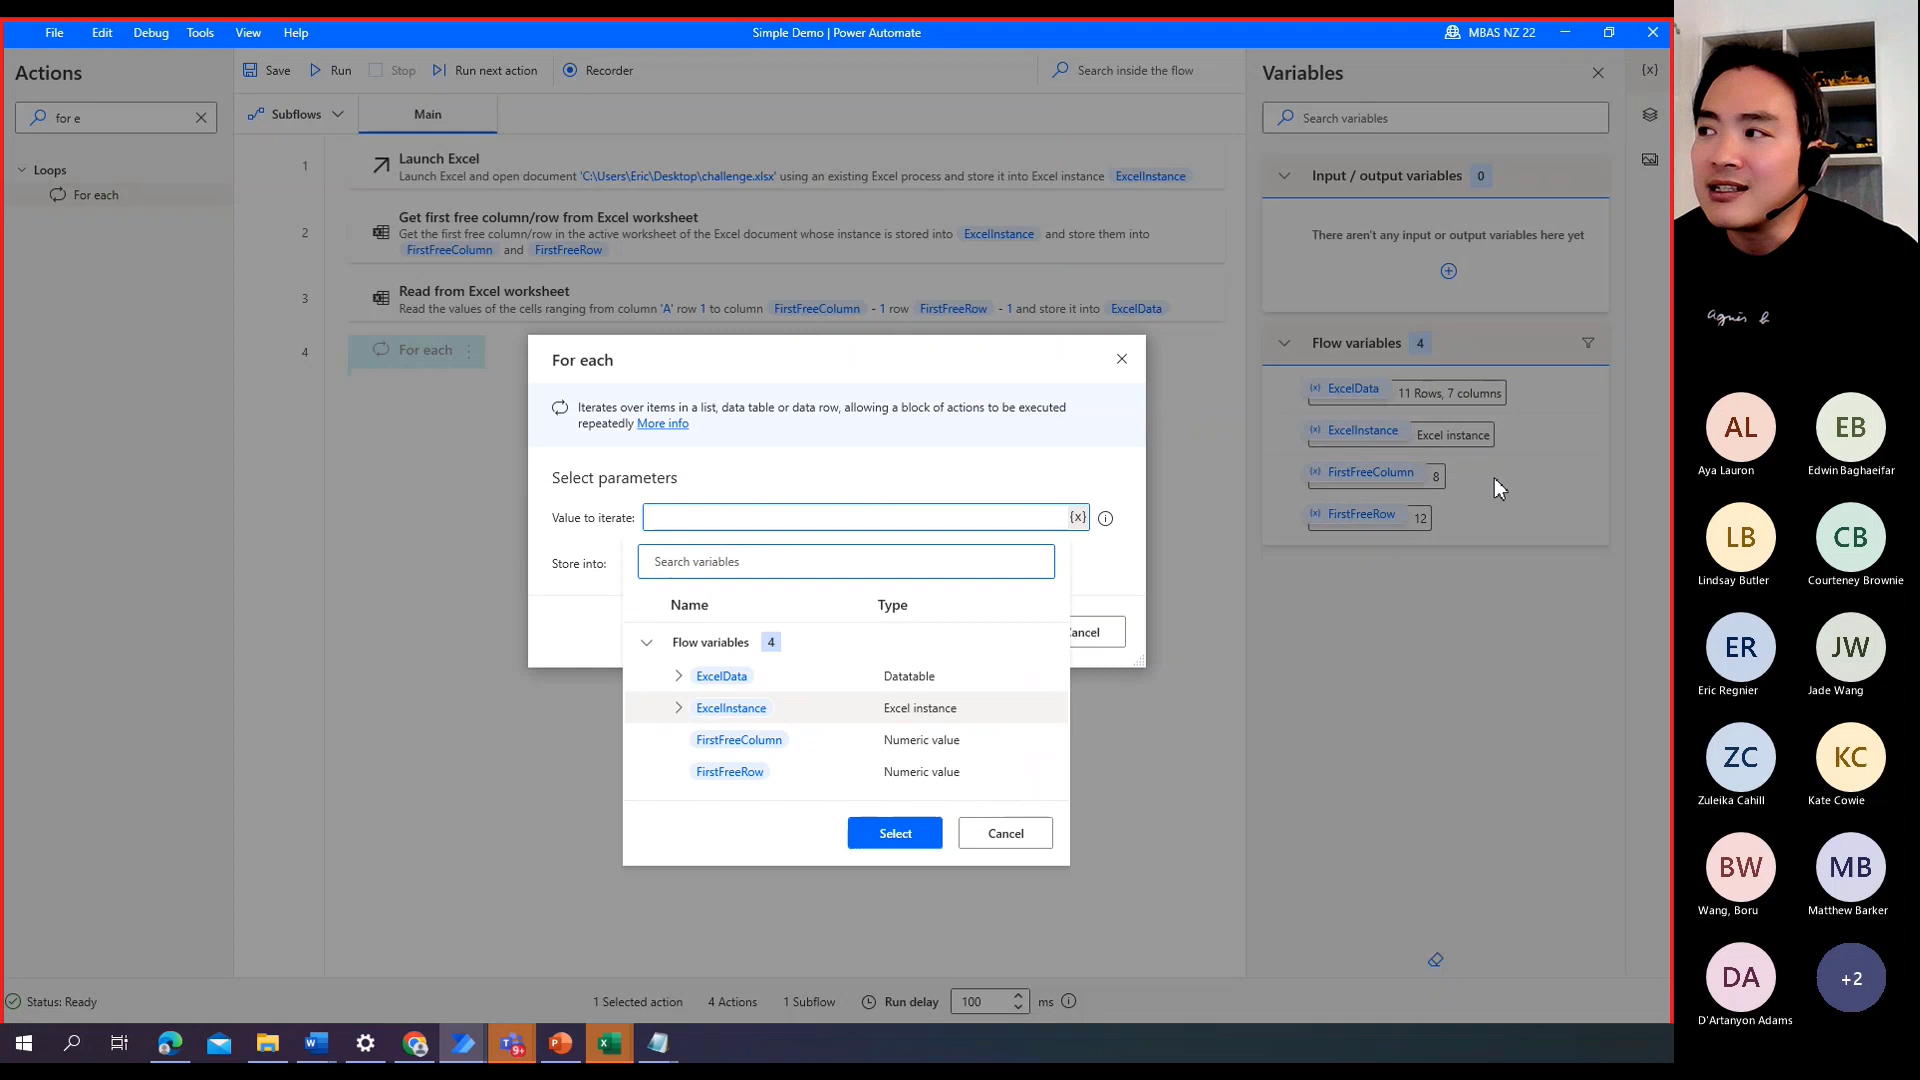 File Edit Debug Tools View Help
Simple Demo | Power Automate
MBAS NZ 22
Actions
for e
Loops
For each
Save Run Stop Run next action Recorder
Search inside the flow
Subflows Main
1
Launch Excel
Launch Excel and open document 'C:\Users\Eric\Desktop\challenge.xlsx' using an existing Excel process and store it into Excel instance ExcelInstance
2
Get first free column/row from Excel worksheet
Get the first free column/row in the active worksheet of the Excel document whose instance is stored into ExcelInstance and store them into
FirstFreeColumn and FirstFreeRow
3
Read from Excel worksheet
Read the values of the cells ranging from column 'A' row 1 to column FirstFreeColumn - 1 row FirstFreeRow - 1 and store it into ExcelData
4
For each
For each
Iterates over items in a list, data table or data row, allowing a block of actions to be executed
repeatedly More info
Select parameters
Value to iterate: {x}
Store into:
Search variables
Name Type
Flow variables 4
ExcelData Datatable
ExcelInstance Excel instance
FirstFreeColumn Numeric value
FirstFreeRow Numeric value
Select Cancel
Cancel
Variables
{x}
Search variables
Input / output variables 0
There aren't any input or output variables here yet
Flow variables 4
(x) ExcelData 11 Rows, 7 columns
(x) ExcelInstance Excel instance
(x) FirstFreeColumn 8
(x) FirstFreeRow 12
Status: Ready
1 Selected action 4 Actions 1 Subflow Run delay 100 ms
9+
agnès b
AL EB
Aya Lauron Edwin Baghaeifar
LB CB
Lindsay Butler Courteney Brownie
ER JW
Eric Regnier Jade Wang
ZC KC
Zuleika Cahill Kate Cowie
BW MB
Wang, Boru Matthew Barker
DA +2
D'Artanyon Adams